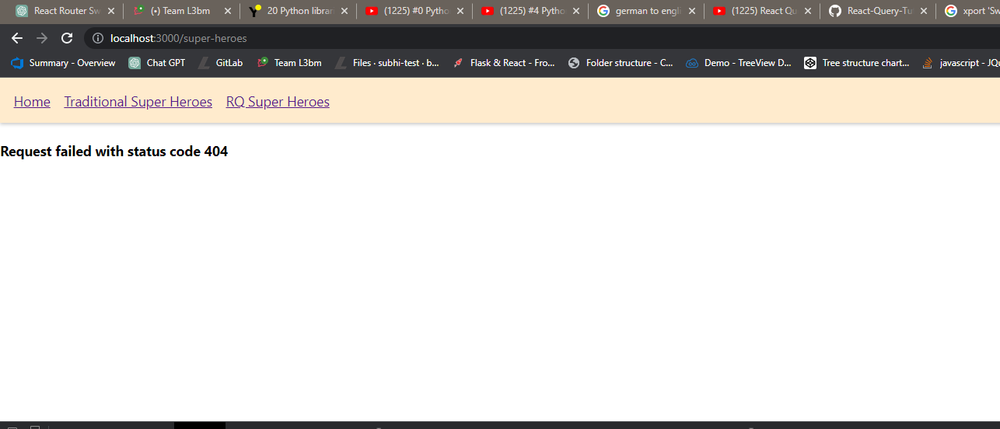 React Router Sw (•) Team L3bm 20 Python librar (1225) #0 Pytho (1225) #4 Pytho german to engli (1225) React Qu React-Query-Tu xport 'Sw
localhost:3000/super-heroes
Summary - Overview Chat GPT GitLab Team L3bm Files · subhi-test · b... Flask & React - Fro... Folder structure - C... Demo - TreeView D... Tree structure chart... javascript - JQu
Home Traditional Super Heroes RQ Super Heroes
Request failed with status code 404